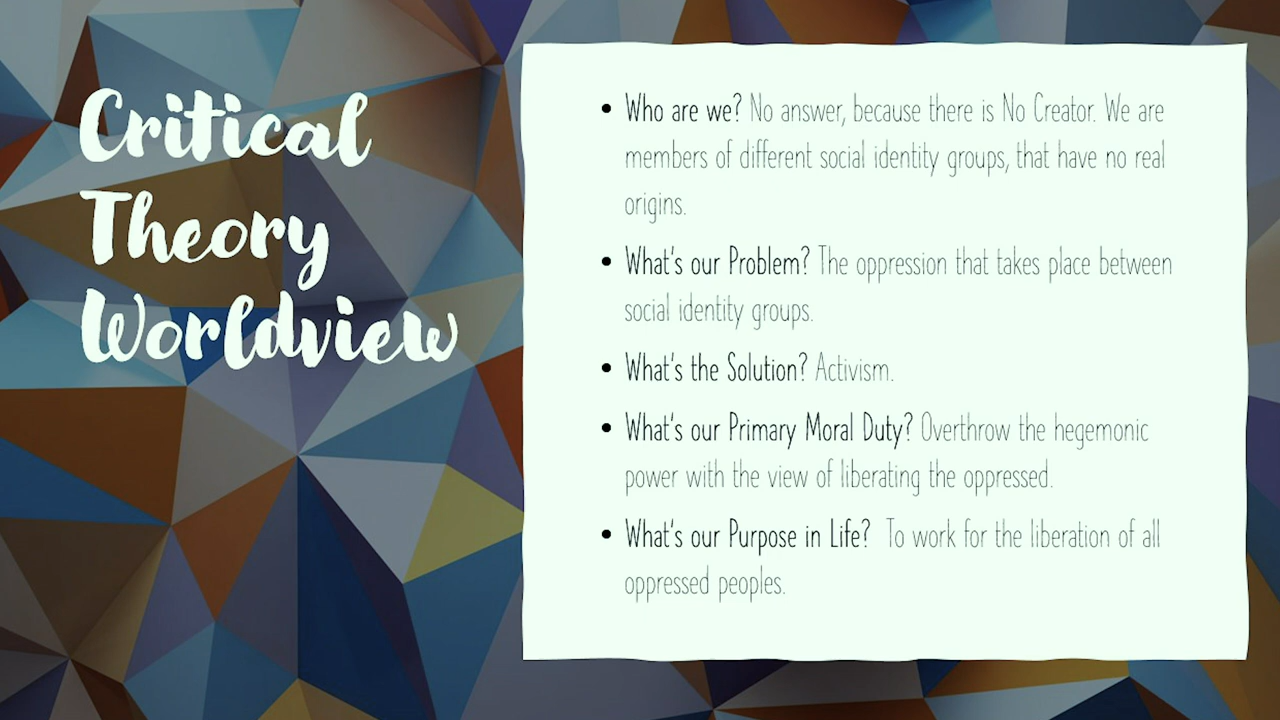 Critical
Theory
Worldview
• Who are we? No answer, because there is No Creator. We are
members of different social identity groups, that have no real
origins.
• What's our Problem? The oppression that takes place between
social identity groups.
• What's the Solution? Activism.
• What's our Primary Moral Duty? Overthrow the hegemonic
power with the view of liberating the oppressed.
• What's our Purpose in Life? To work for the liberation of all
oppressed peoples.